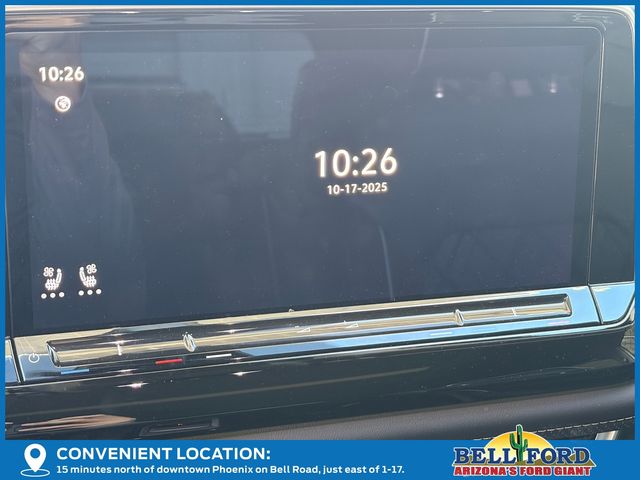 10:26
10:26
10-17-2025
CONVENIENT LOCATION:
15 minutes north of downtown Phoenix on Bell Road, just east of 1-17.
BELL FORD
ARIZONA'S FORD GIANT